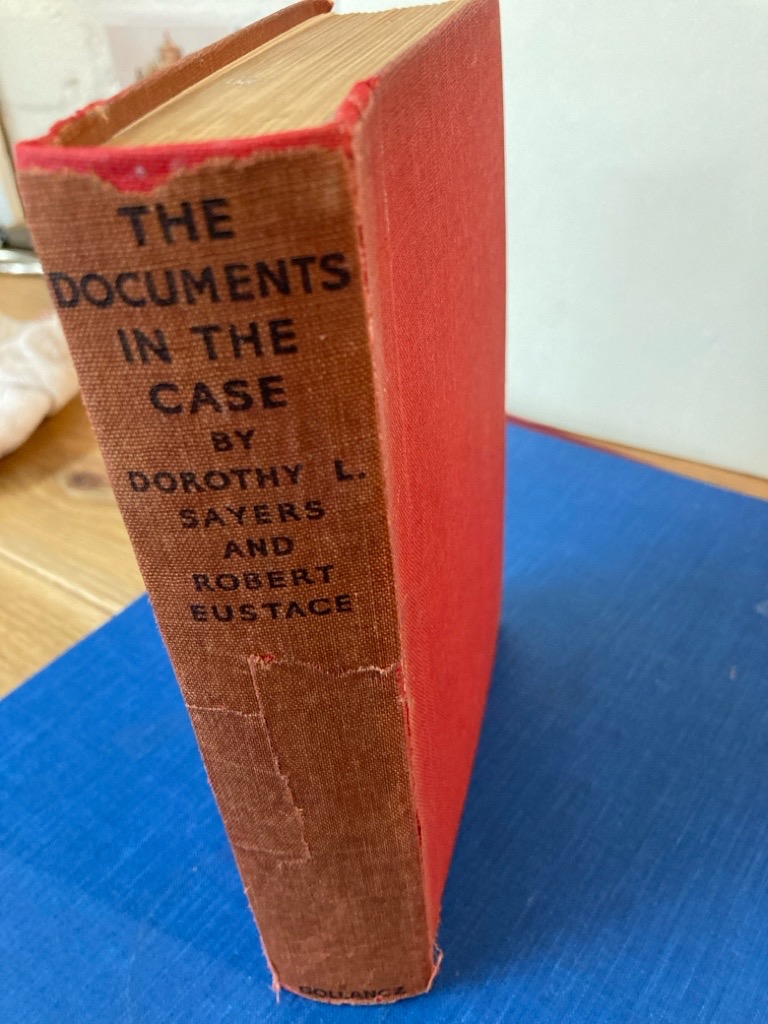 THE
DOCUMENTS
IN THE
CASE
BY
DOROTHY L.
SAYERS
AND
ROBERT
EUSTACE
GOLLANCZ